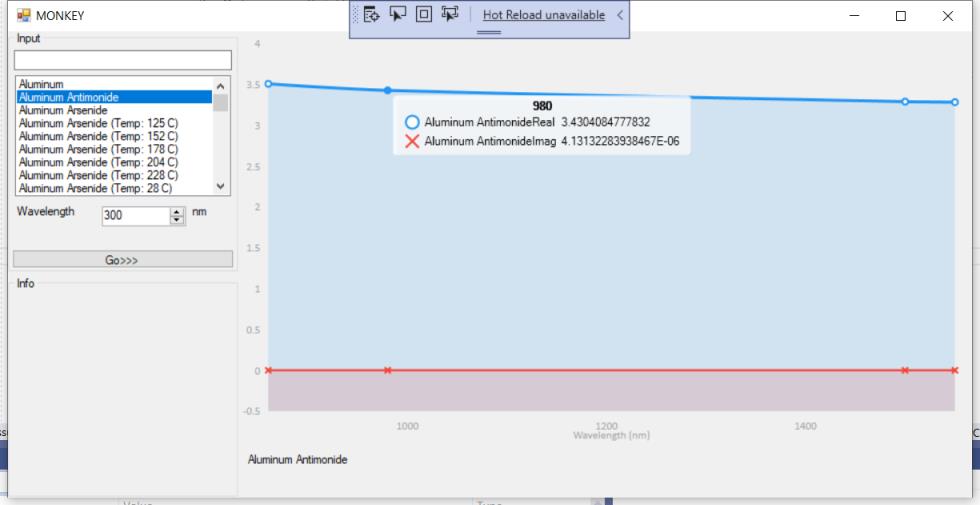 MONKEY
Hot Reload unavailable
Input
Aluminum
Aluminum Antimonide
Aluminum Arsenide
Aluminum Arsenide (Temp: 125 C)
Aluminum Arsenide (Temp: 152 C)
Aluminum Arsenide (Temp: 178 C)
Aluminum Arsenide (Temp: 204 C)
Aluminum Arsenide (Temp: 228 C)
Aluminum Arsenide (Temp: 28 C)
Wavelength 300 nm
Go>>>
Info
4
3.5
3
2.5
2
1.5
1
0.5
0
-0.5
980
Aluminum AntimonideReal 3.4304084777832
Aluminum AntimonideImag 4.13132283938467E-06
1000 1200 1400
Wavelength (nm)
Aluminum Antimonide
Value Type